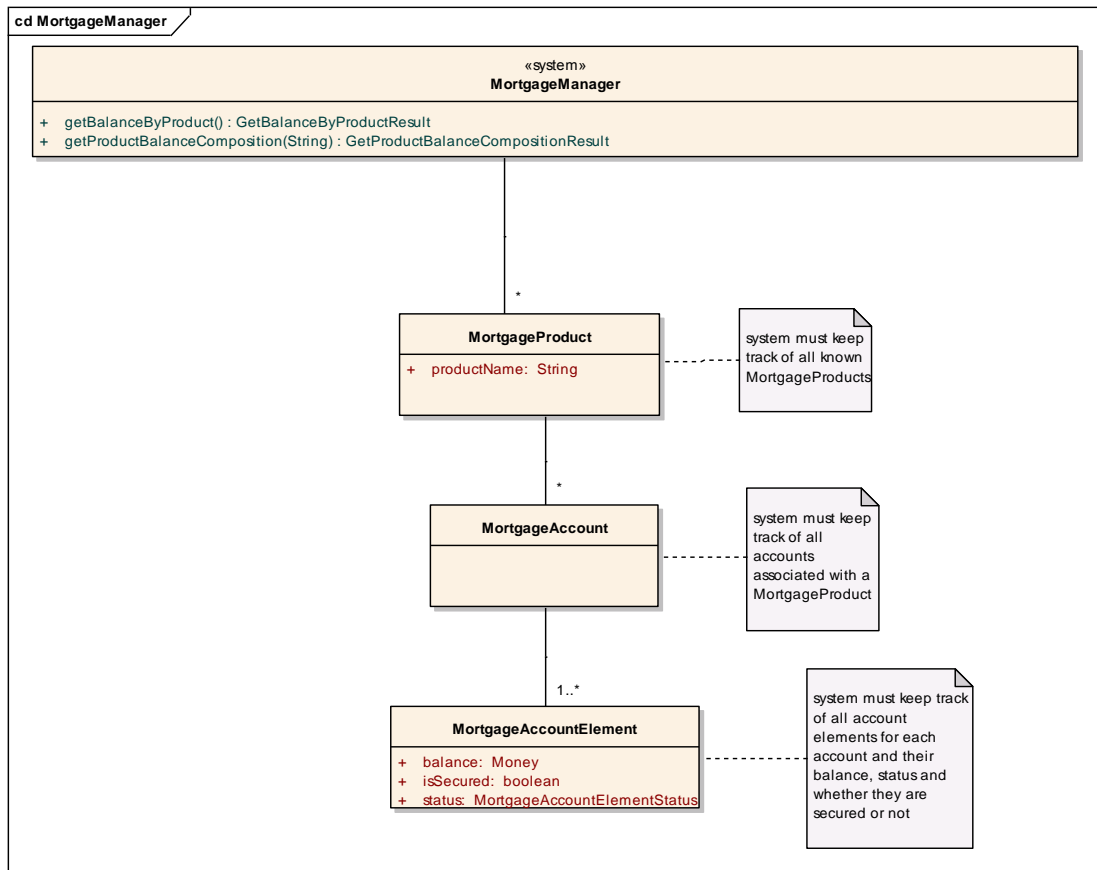 cd MortgageManager
«system»
MortgageManager
+ getBalanceByProduct() : GetBalanceByProductResult
+ getProductBalanceComposition(String) : GetProductBalanceCompositionResult
*
MortgageProduct
+ productName: String
system must keep
track of all known
MortgageProducts
*
MortgageAccount
system must keep
track of all
accounts
associated with a
MortgageProduct
1..*
MortgageAccountElement
+ balance: Money
+ isSecured: boolean
+ status: MortgageAccountElementStatus
system must keep track
of all account
elements for each
account and their
balance, status and
whether they are
secured or not